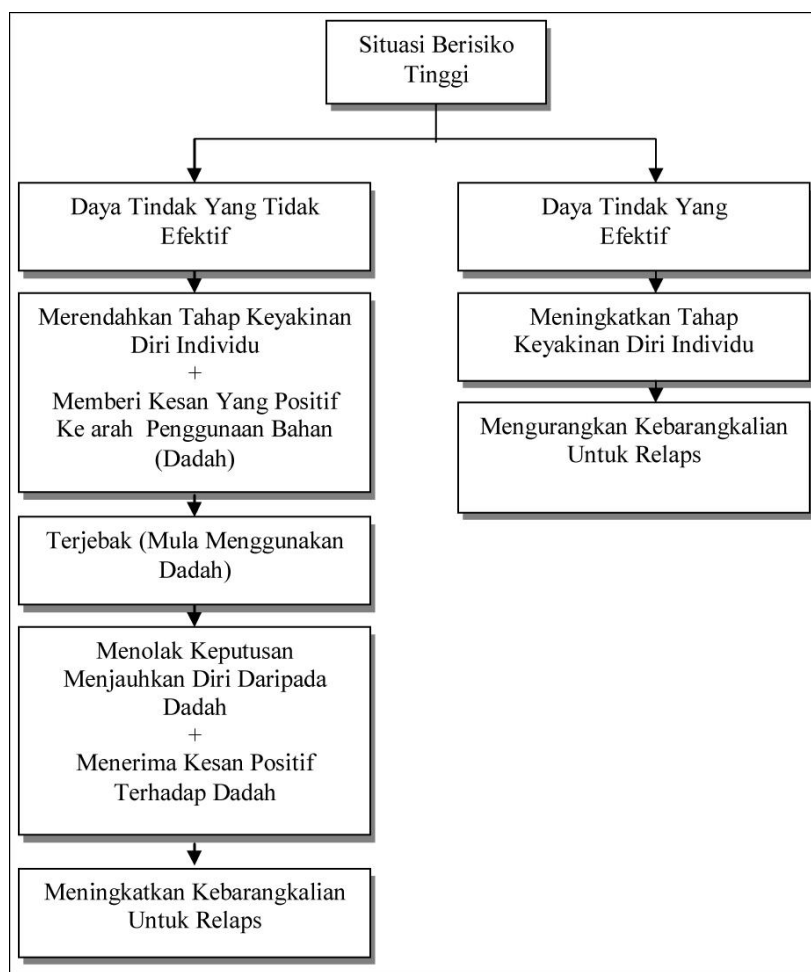 Situasi Berisiko
Tinggi
Daya Tindak Yang Tidak
Efektif
Merendahkan Tahap Keyakinan
Diri Individu
+
Memberi Kesan Yang Positif
Ke arah Penggunaan Bahan
(Dadah)
Terjebak (Mula Menggunakan
Dadah)
Menolak Keputusan
Menjauhkan Diri Daripada
Dadah
+
Menerima Kesan Positif
Terhadap Dadah
Meningkatkan Kebarangkalian
Untuk Relaps
Daya Tindak Yang
Efektif
Meningkatkan Tahap
Keyakinan Diri Individu
Mengurangkan Kebarangkalian
Untuk Relaps